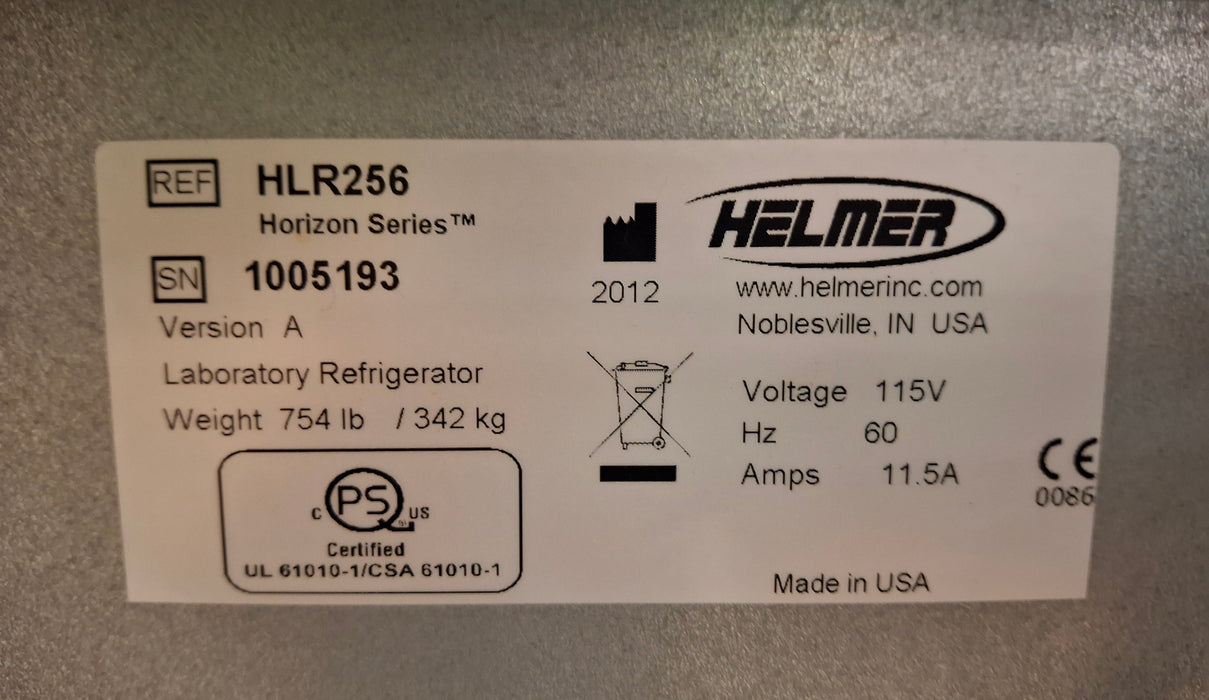 REF HLR256
Horizon Series™
SN 1005193
Version A
Laboratory Refrigerator
Weight 754 lb / 342 kg
c PS US
Certified
UL 61010-1/CSA 61010-1
2012
HELMER
www.helmerinc.com
Noblesville, IN USA
Voltage 115V
Hz 60
Amps 11.5A
CE
0086
Made in USA